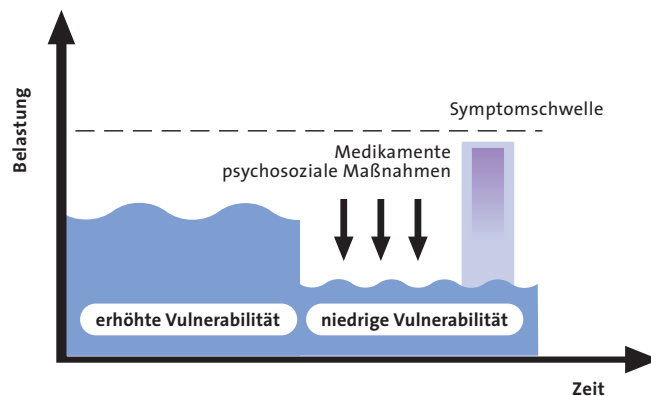 Symptomschwelle
Belastung
Medikamente
psychosoziale Maßnahmen
erhöhte Vulnerabilität
niedrige Vulnerabilität
Zeit